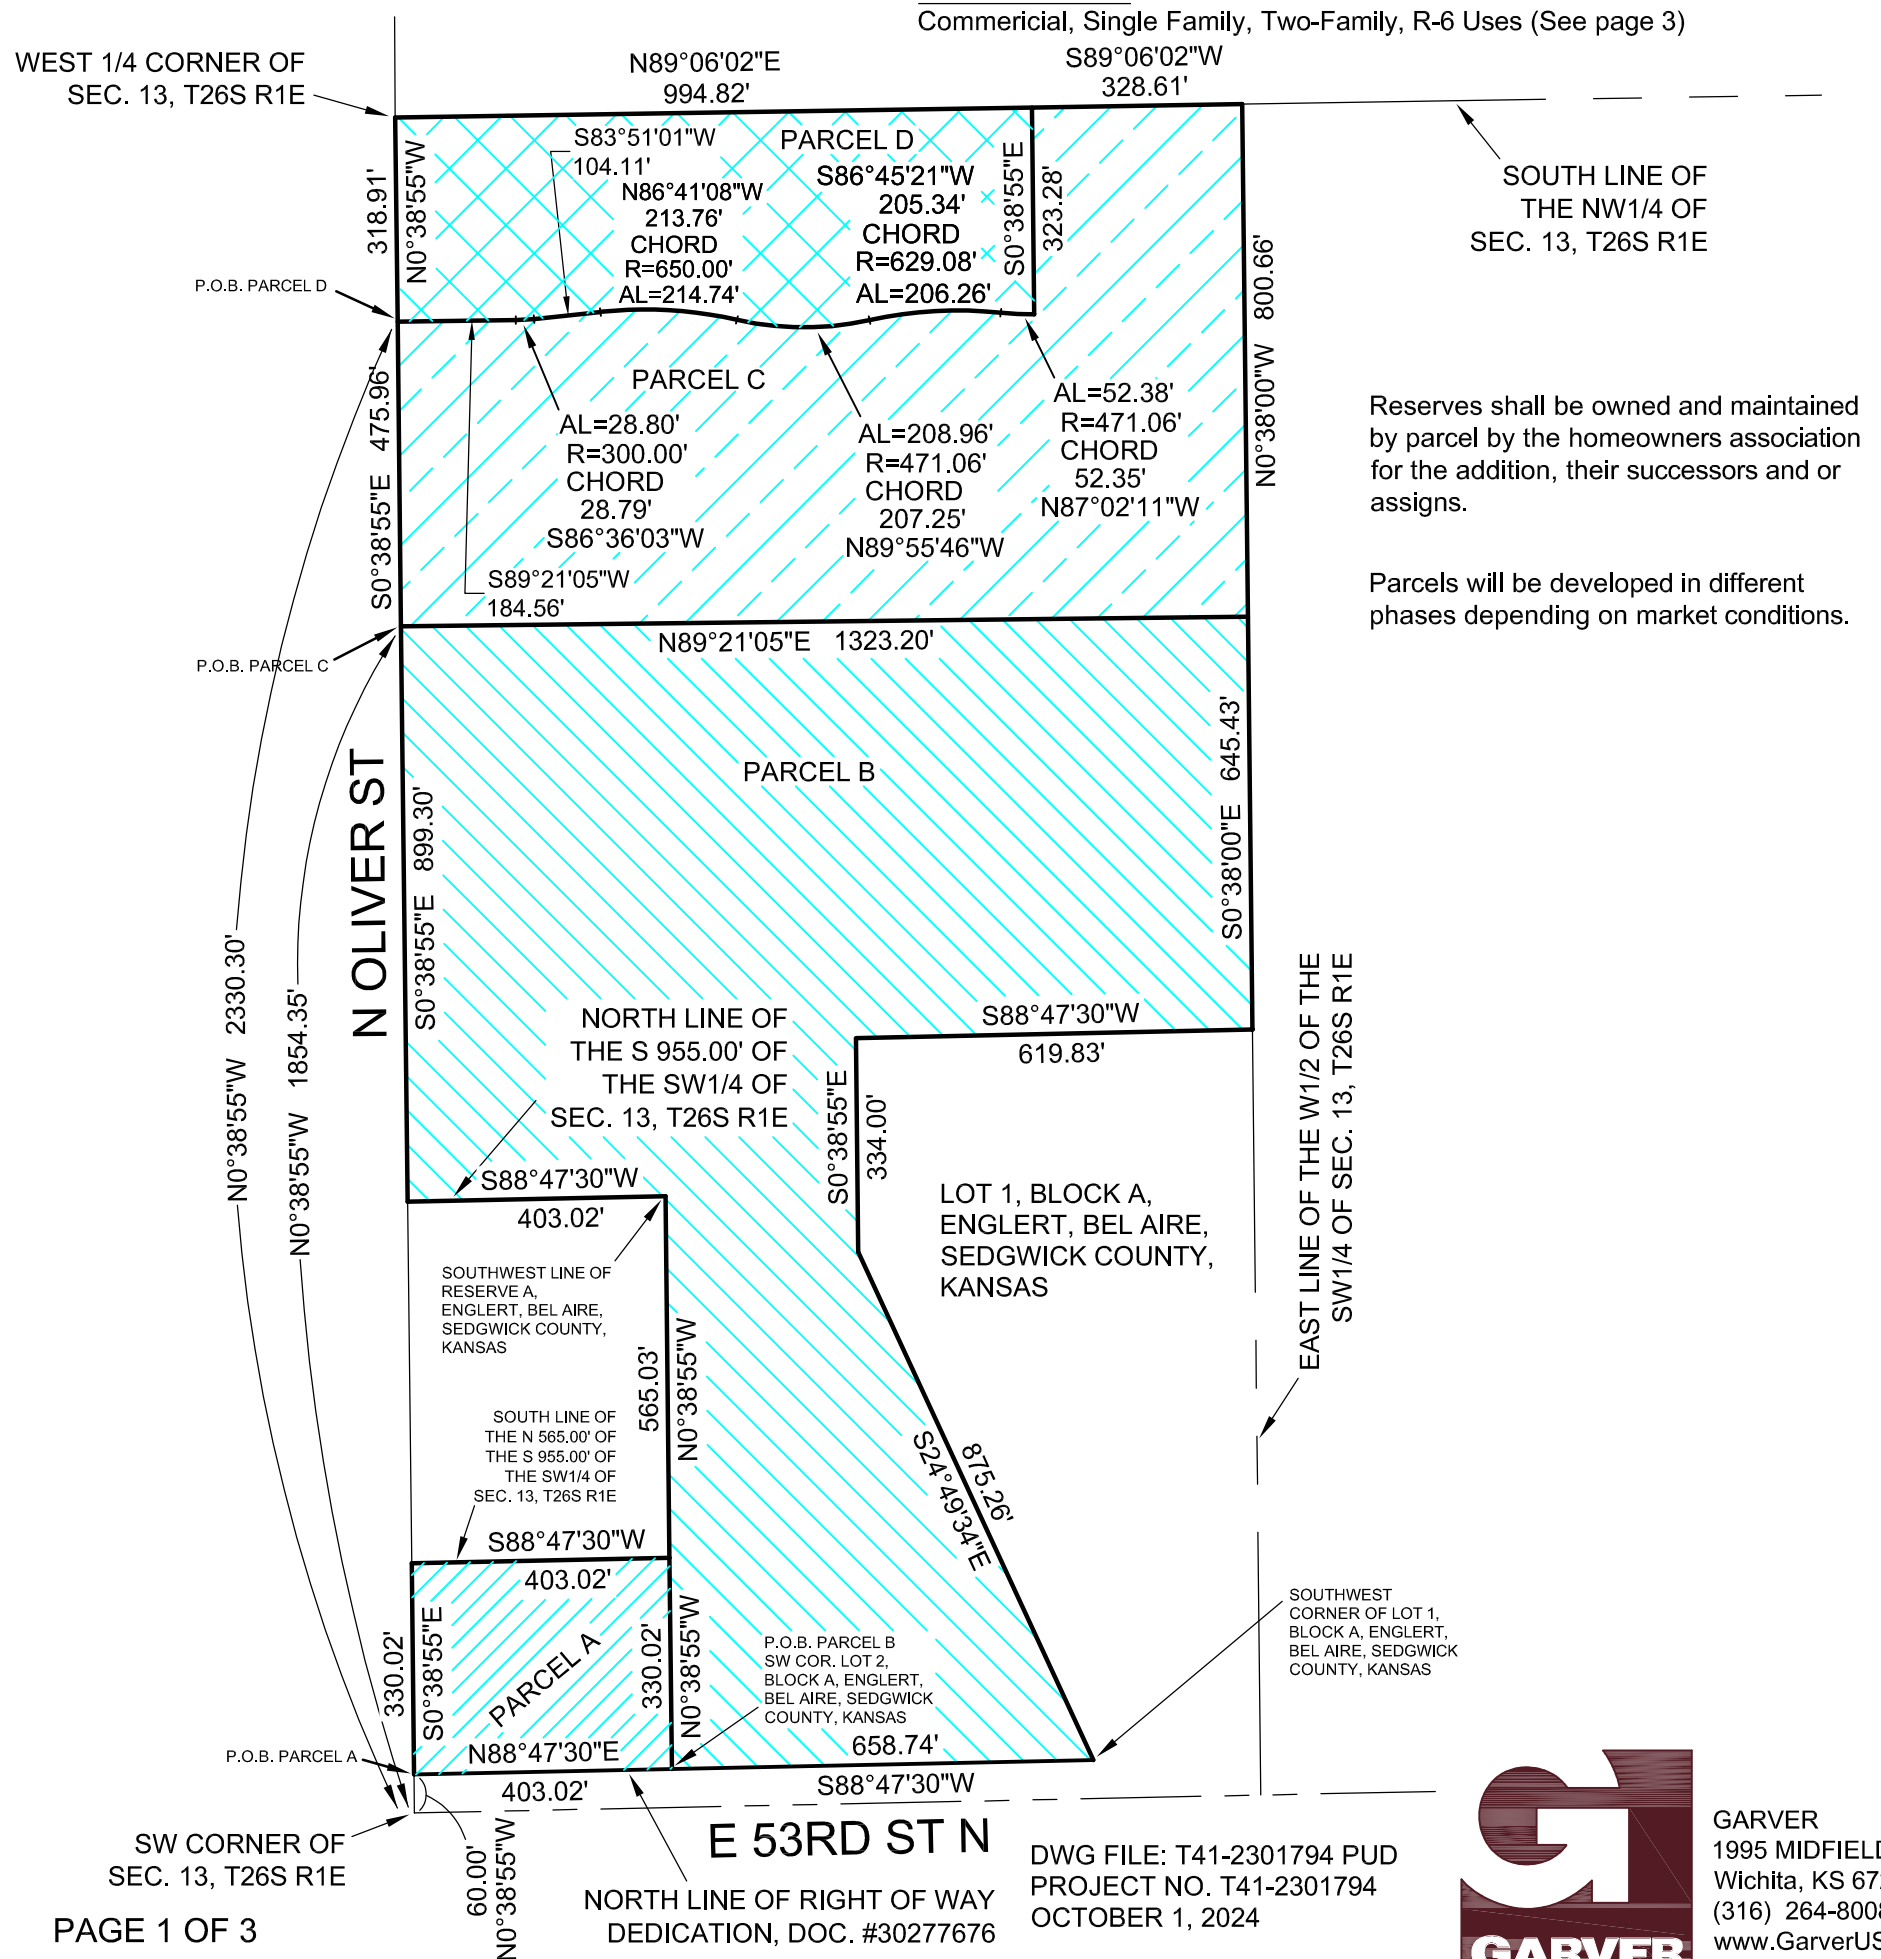 Commericial, Single Family, Two-Family, R-6 Uses (See page 3)
WEST 1/4 CORNER OF
SEC. 13, T26S R1E
N89°06'02"E
994.82'
S89°06'02"W
328.61'
SOUTH LINE OF
THE NW1/4 OF
SEC. 13, T26S R1E
318.91'
N0°38'55"W
S83°51'01"W
104.11'
PARCEL D
N86°41'08"W
213.76'
CHORD
R=650.00'
AL=214.74'
S86°45'21"W
205.34'
CHORD
R=629.08'
AL=206.26'
S0°38'55"E
323.28'
N0°38'00"W 800.66'
P.O.B. PARCEL D
S0°38'55"E 475.96'
PARCEL C
AL=28.80'
R=300.00'
CHORD
28.79'
S86°36'03"W
AL=208.96'
R=471.06'
CHORD
207.25'
N89°55'46"W
AL=52.38'
R=471.06'
CHORD
52.35'
N87°02'11"W
S89°21'05"W
184.56'
Reserves shall be owned and maintained
by parcel by the homeowners association
for the addition, their successors and or
assigns.
Parcels will be developed in different
phases depending on market conditions.
P.O.B. PARCEL C
N89°21'05"E 1323.20'
PARCEL B
S0°38'00"E 645.43'
N OLIVER ST
S0°38'55"E 899.30'
N0°38'55"W 2330.30'
N0°38'55"W 1854.35'
NORTH LINE OF
THE S 955.00' OF
THE SW1/4 OF
SEC. 13, T26S R1E
S88°47'30"W
619.83'
S0°38'55"E
334.00'
EAST LINE OF THE W1/2 OF THE
SW1/4 OF SEC. 13, T26S R1E
S88°47'30"W
403.02'
LOT 1, BLOCK A,
ENGLERT, BEL AIRE,
SEDGWICK COUNTY,
KANSAS
SOUTHWEST LINE OF
RESERVE A,
ENGLERT, BEL AIRE,
SEDGWICK COUNTY,
KANSAS
565.03'
N0°38'55"W
SOUTH LINE OF
THE N 565.00' OF
THE S 955.00' OF
THE SW1/4 OF
SEC. 13, T26S R1E
S24°49'34"E
875.26'
S88°47'30"W
403.02'
330.02'
S0°38'55"E
PARCEL A
330.02'
N0°38'55"W
P.O.B. PARCEL B
SW COR. LOT 2,
BLOCK A, ENGLERT,
BEL AIRE, SEDGWICK
COUNTY, KANSAS
SOUTHWEST
CORNER OF LOT 1,
BLOCK A, ENGLERT,
BEL AIRE, SEDGWICK
COUNTY, KANSAS
P.O.B. PARCEL A
N88°47'30"E
403.02'
658.74'
S88°47'30"W
E 53RD ST N
SW CORNER OF
SEC. 13, T26S R1E
60.00'
N0°38'55"W
NORTH LINE OF RIGHT OF WAY
DEDICATION, DOC. #30277676
DWG FILE: T41-2301794 PUD
PROJECT NO. T41-2301794
OCTOBER 1, 2024
PAGE 1 OF 3
GARVER
GARVER
1995 MIDFIELD
Wichita, KS 67
(316) 264-8008
www.GarverUS